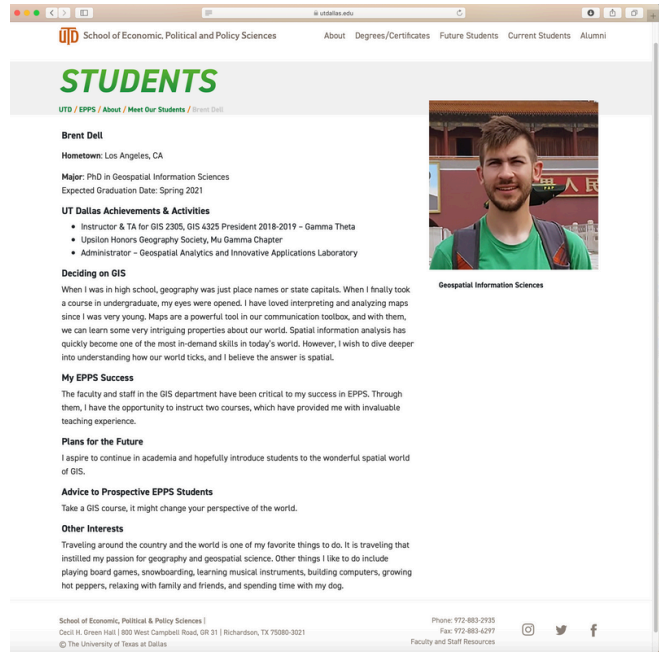 utdallas.edu
UTD School of Economic, Political and Policy Sciences
About Degrees/Certificates Future Students Current Students Alumni
STUDENTS
UTD / EPPS / About / Meet Our Students / Brent Dell
Brent Dell
Hometown: Los Angeles, CA
Major: PhD in Geospatial Information Sciences
Expected Graduation Date: Spring 2021
UT Dallas Achievements & Activities
• Instructor & TA for GIS 2305, GIS 4325 President 2018-2019 – Gamma Theta
• Upsilon Honors Geography Society, Mu Gamma Chapter
• Administrator – Geospatial Analytics and Innovative Applications Laboratory
Deciding on GIS
When I was in high school, geography was just place names or state capitals. When I finally took
a course in undergraduate, my eyes were opened. I have loved interpreting and analyzing maps
since I was very young. Maps are a powerful tool in our communication toolbox, and with them,
we can learn some very intriguing properties about our world. Spatial information analysis has
quickly become one of the most in-demand skills in today's world. However, I wish to dive deeper
into understanding how our world ticks, and I believe the answer is spatial.
My EPPS Success
The faculty and staff in the GIS department have been critical to my success in EPPS. Through
them, I have the opportunity to instruct two courses, which have provided me with invaluable
teaching experience.
Plans for the Future
I aspire to continue in academia and hopefully introduce students to the wonderful spatial world
of GIS.
Advice to Prospective EPPS Students
Take a GIS course, it might change your perspective of the world.
Other Interests
Traveling around the country and the world is one of my favorite things to do. It is traveling that
instilled my passion for geography and geospatial science. Other things I like to do include
playing board games, snowboarding, learning musical instruments, building computers, growing
hot peppers, relaxing with family and friends, and spending time with my dog.
人民
Geospatial Information Sciences
School of Economic, Political & Policy Sciences |
Cecil H. Green Hall | 800 West Campbell Road, GR 31 | Richardson, TX 75080-3021
© The University of Texas at Dallas
Phone: 972-883-2935
Fax: 972-883-6297
Faculty and Staff Resources